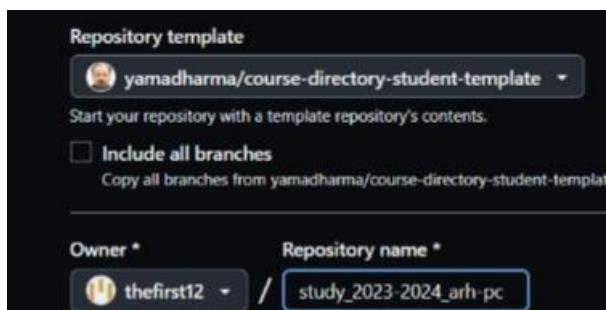 Repository template
yamadharma/course-directory-student-template
Start your repository with a template repository's contents.
Include all branches
Copy all branches from yamadharma/course-directory-student-templat
Owner *
Repository name *
thefirst12 / study_2023-2024_arh-pc